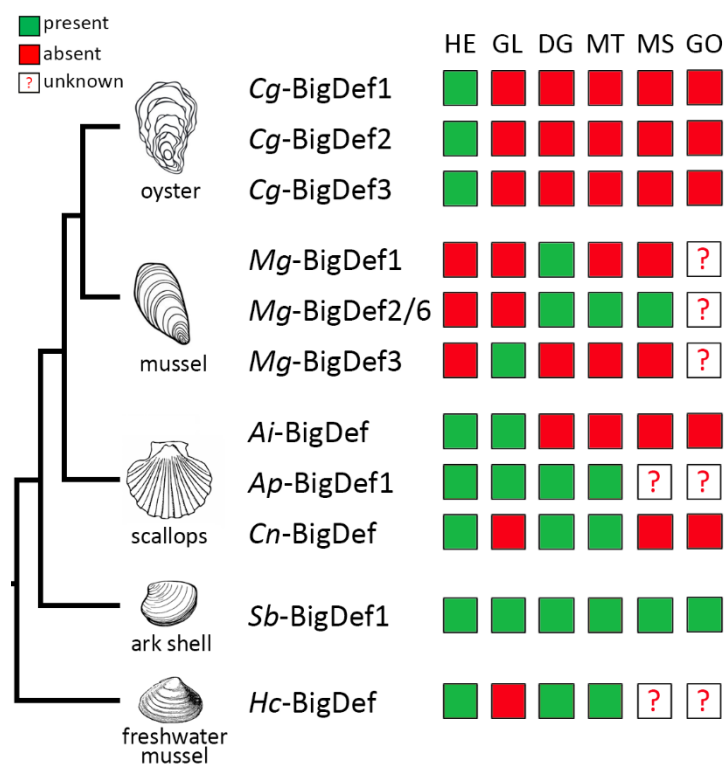 present
absent
? unknown
HE GL DG MT MS GO
Cg-BigDef1
Cg-BigDef2
Cg-BigDef3
oyster
Mg-BigDef1 ?
Mg-BigDef2/6 ?
Mg-BigDef3 ?
mussel
Ai-BigDef
Ap-BigDef1 ? ?
Cn-BigDef
scallops
Sb-BigDef1
ark shell
Hc-BigDef ? ?
freshwater
mussel